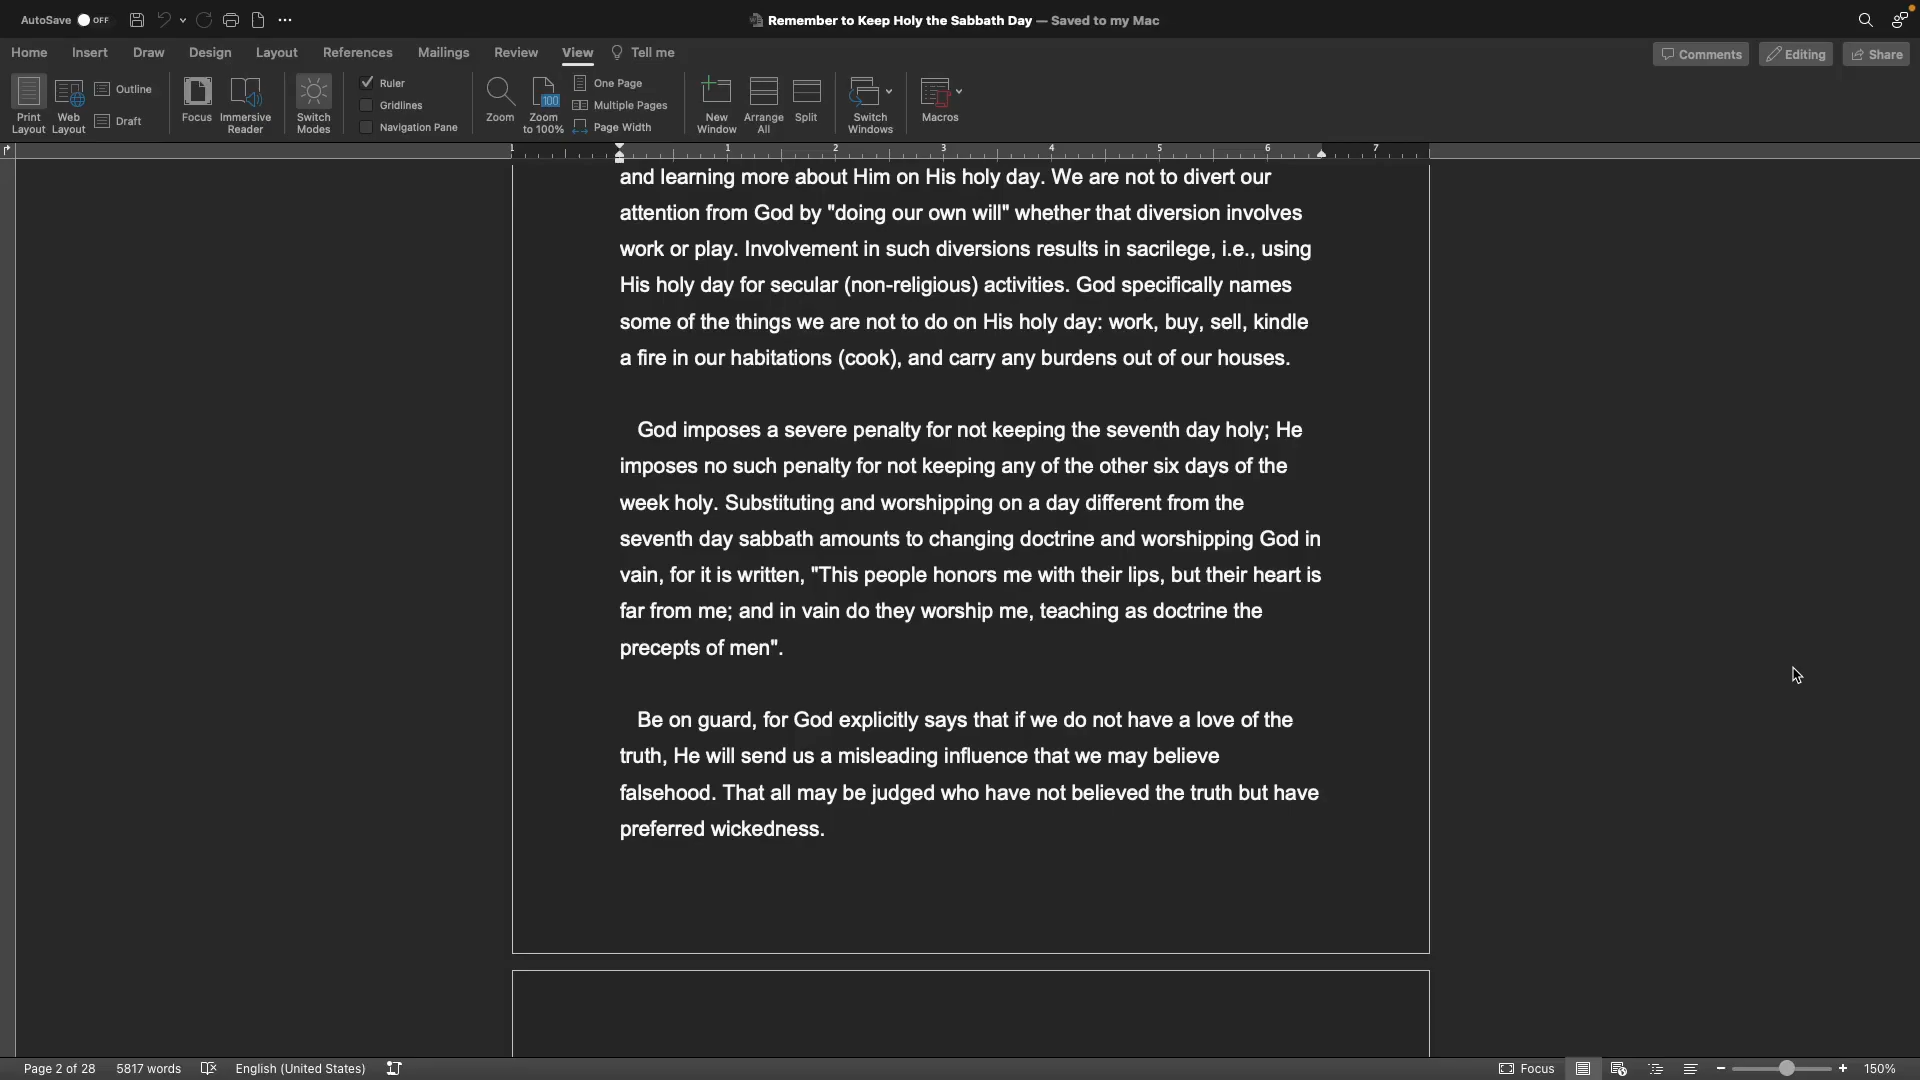 AutoSave OFF
Remember to Keep Holy the Sabbath Day — Saved to my Mac
Home Insert Draw Design Layout References Mailings Review View Tell me
Comments Editing Share
Print Layout
Web Layout
Outline
Draft
Focus
Immersive Reader
Switch Modes
Ruler
Gridlines
Navigation Pane
Zoom
100
Zoom to 100%
One Page
Multiple Pages
Page Width
New Window
Arrange All
Split
Switch Windows
Macros
1 1 2 3 4 5 6 7
and learning more about Him on His holy day. We are not to divert our
attention from God by "doing our own will" whether that diversion involves
work or play. Involvement in such diversions results in sacrilege, i.e., using
His holy day for secular (non-religious) activities. God specifically names
some of the things we are not to do on His holy day: work, buy, sell, kindle
a fire in our habitations (cook), and carry any burdens out of our houses.
God imposes a severe penalty for not keeping the seventh day holy; He
imposes no such penalty for not keeping any of the other six days of the
week holy. Substituting and worshipping on a day different from the
seventh day sabbath amounts to changing doctrine and worshipping God in
vain, for it is written, "This people honors me with their lips, but their heart is
far from me; and in vain do they worship me, teaching as doctrine the
precepts of men".
Be on guard, for God explicitly says that if we do not have a love of the
truth, He will send us a misleading influence that we may believe
falsehood. That all may be judged who have not believed the truth but have
preferred wickedness.
Page 2 of 28 5817 words English (United States) Focus 150%